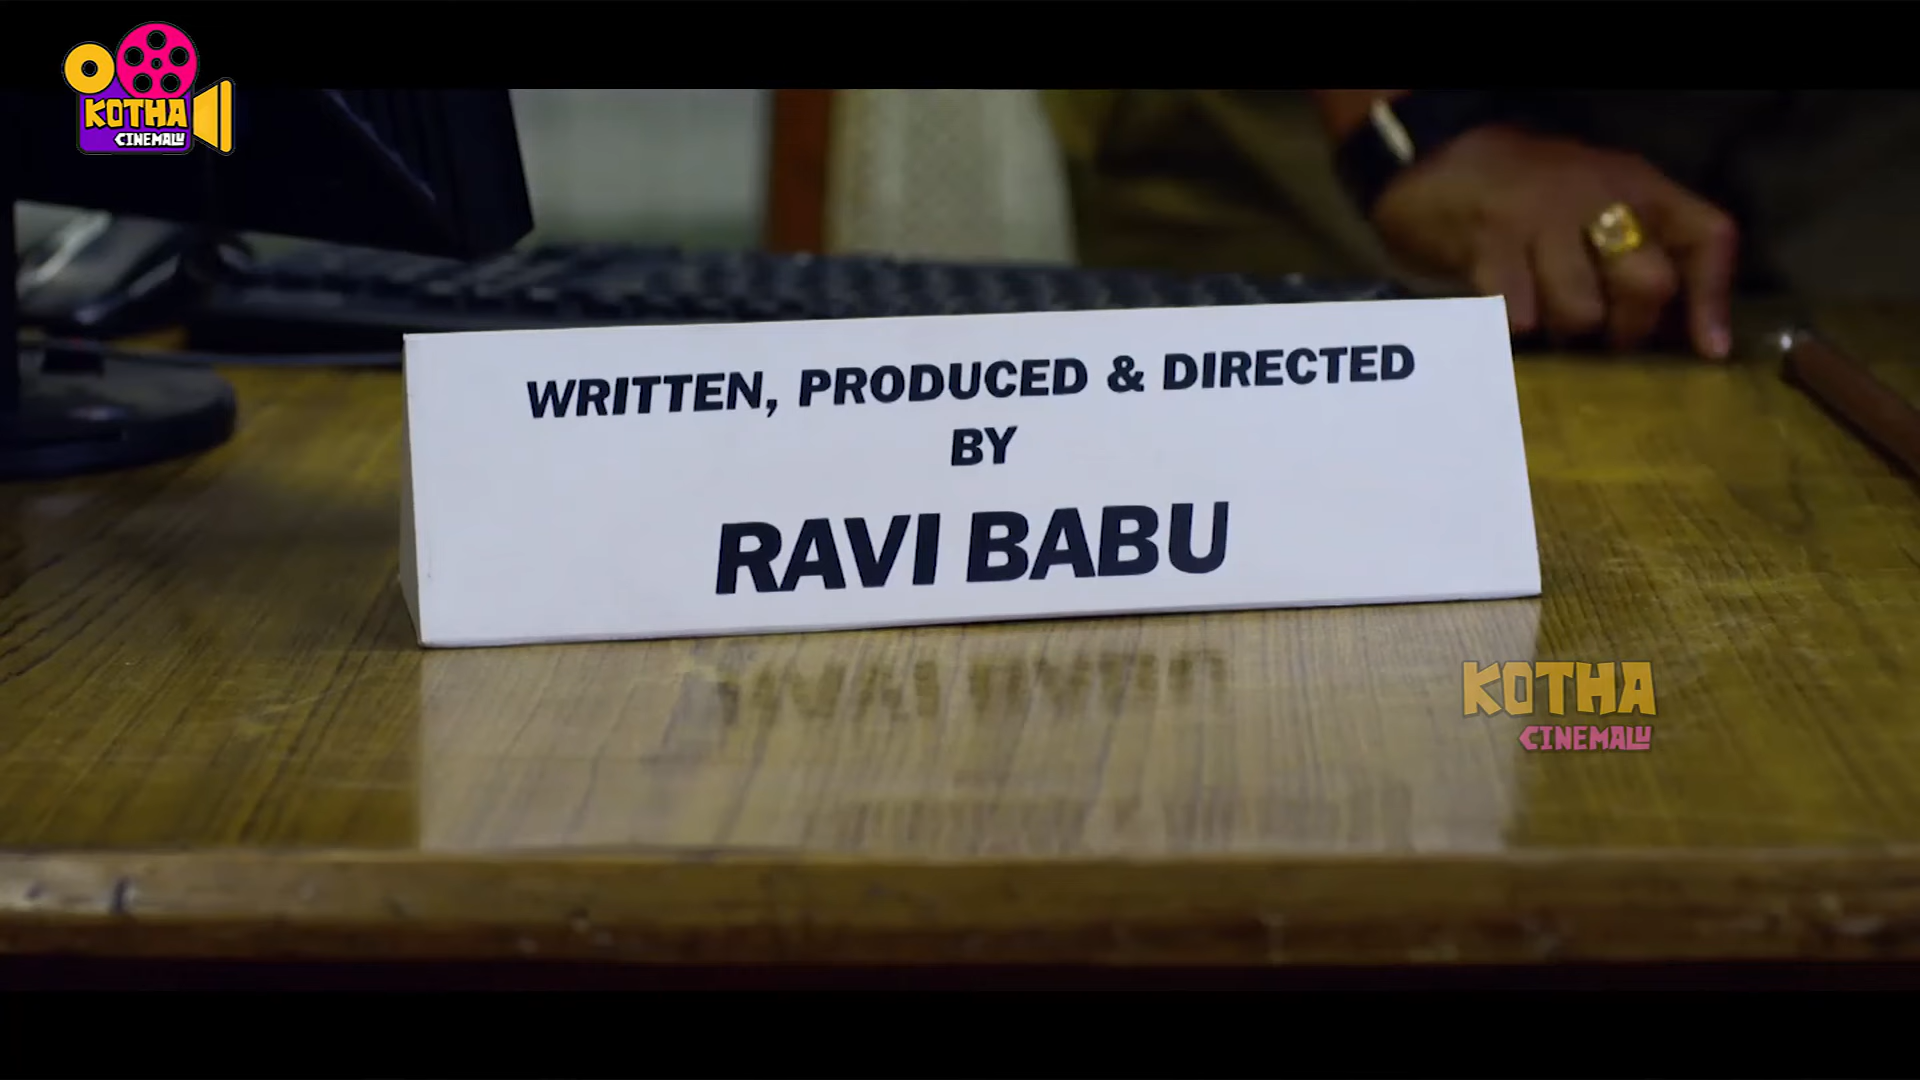 KOTHA
CINEMALU
WRITTEN, PRODUCED & DIRECTED
BY
RAVI BABU
KOTHA
CINEMALU